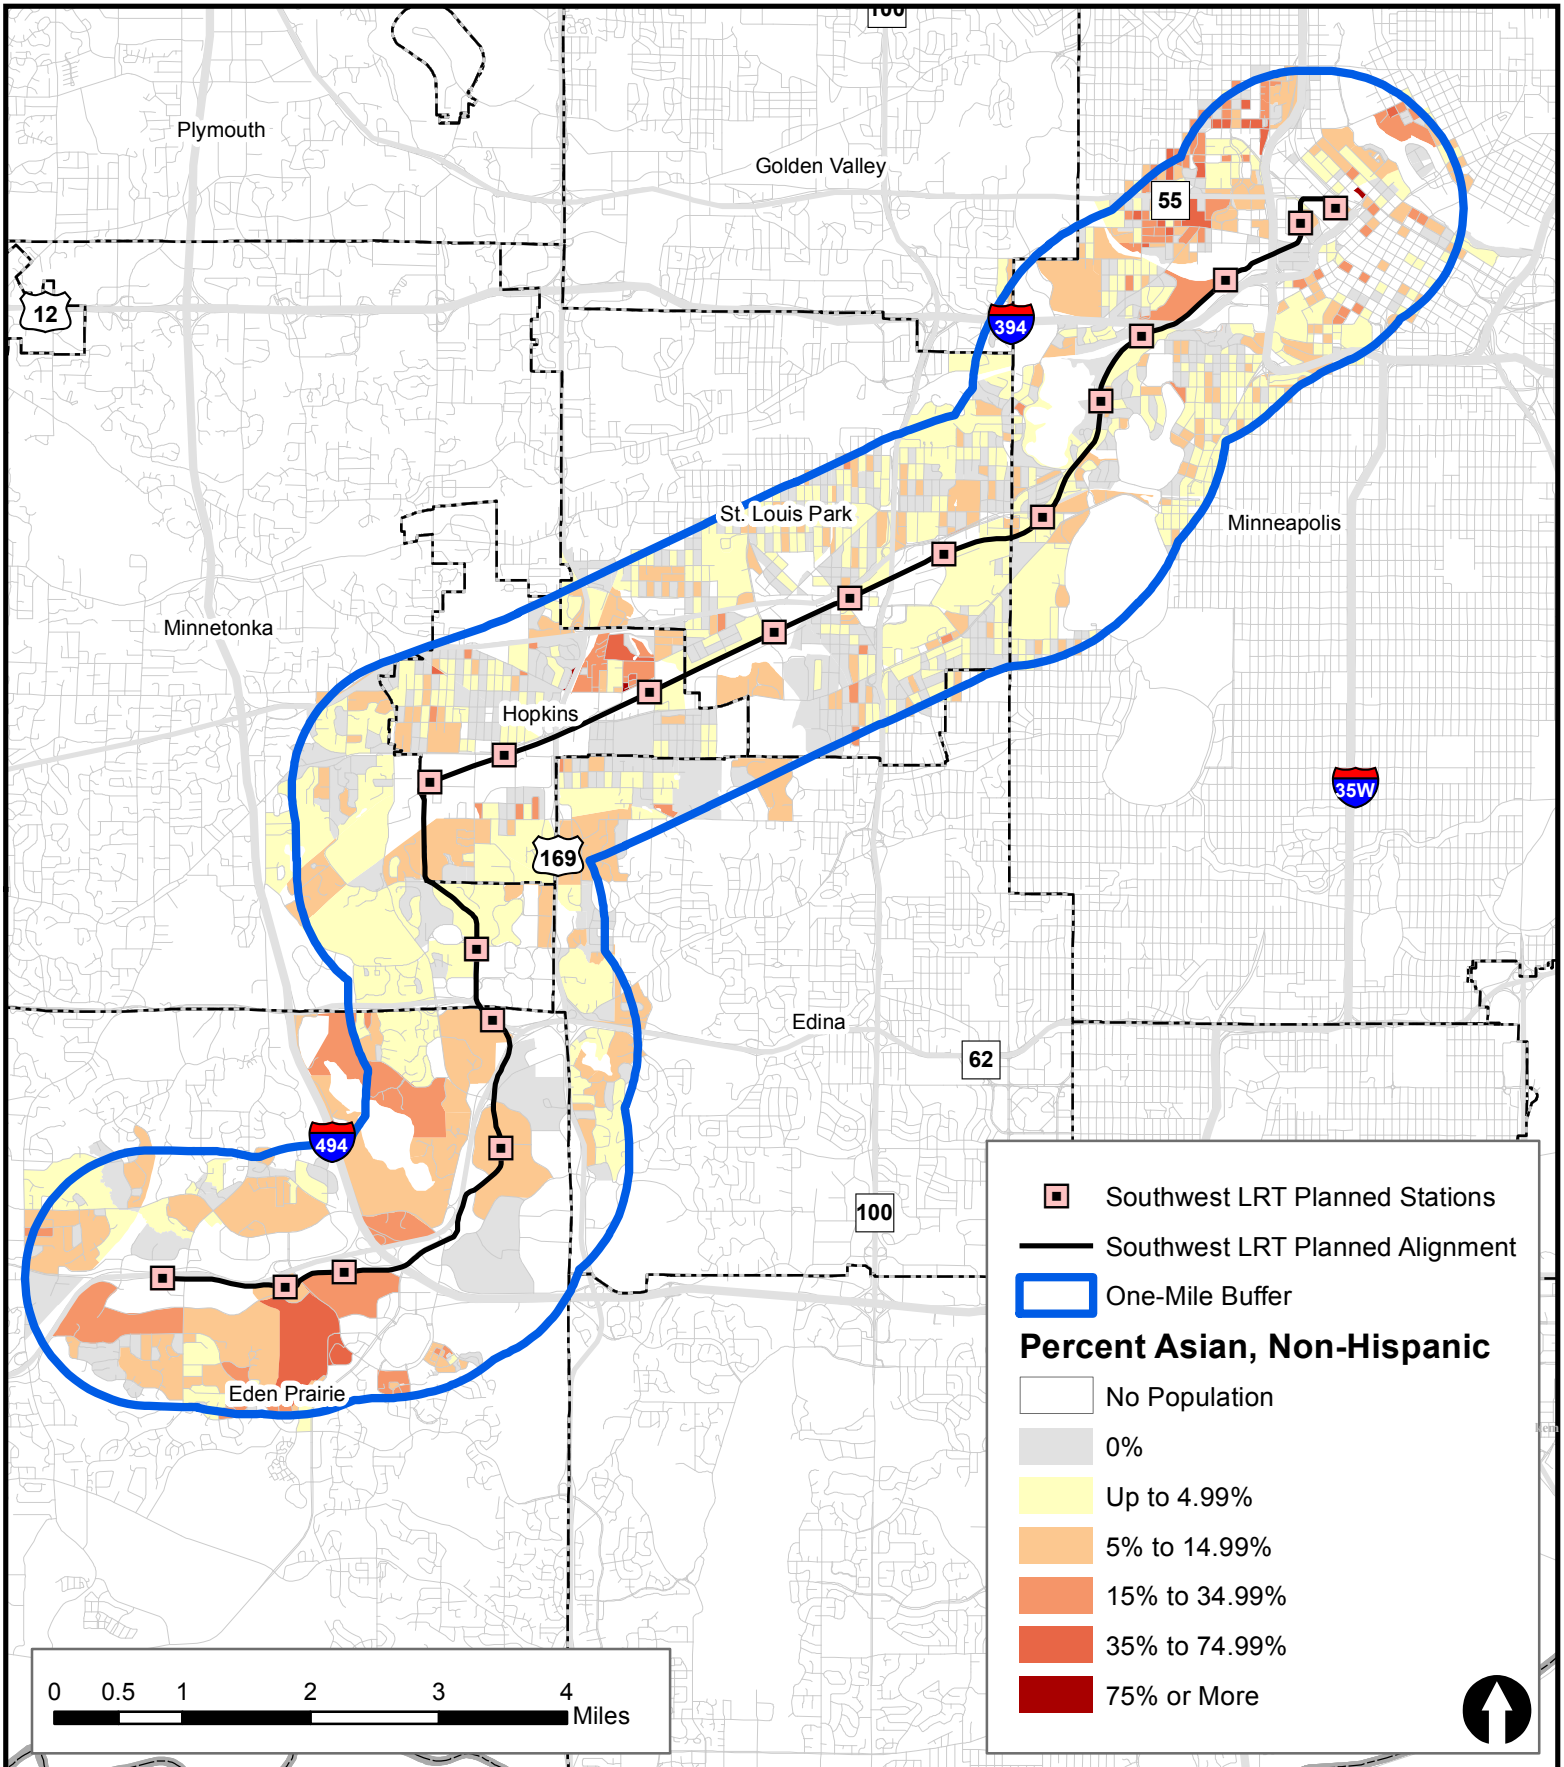 100
Plymouth
Golden Valley
55
12
394
St. Louis Park
Minneapolis
Minnetonka
Hopkins
35W
169
Edina
62
494
100
Eden Prairie
Southwest LRT Planned Stations
Southwest LRT Planned Alignment
One-Mile Buffer
Percent Asian, Non-Hispanic
No Population
0%
Up to 4.99%
5% to 14.99%
15% to 34.99%
35% to 74.99%
75% or More
0 0.5 1 2 3 4
Miles